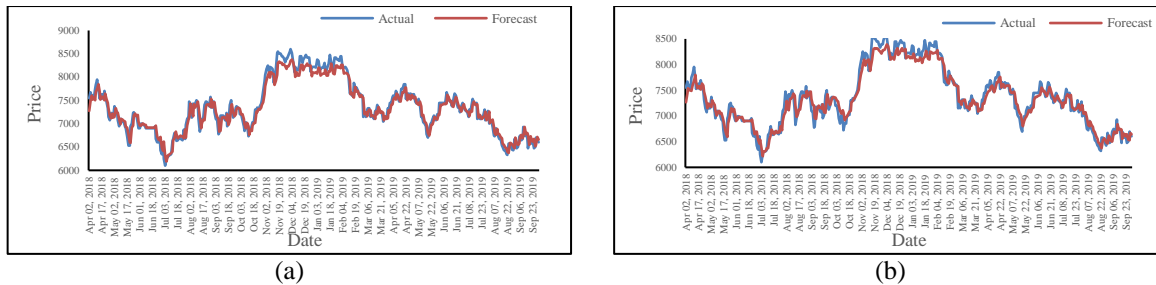 Actual
Forecast
Price
9000
8500
8000
7500
7000
6500
6000
Apr 02, 2018
Apr 17, 2018
May 02, 2018
May 17, 2018
Jun 01, 2018
Jun 18, 2018
Jul 03, 2018
Jul 18, 2018
Aug 02, 2018
Aug 17, 2018
Sep 03, 2018
Sep 18, 2018
Oct 03, 2018
Oct 18, 2018
Nov 02, 2018
Nov 19, 2018
Dec 04, 2018
Dec 19, 2018
Jan 03, 2019
Jan 18, 2019
Feb 04, 2019
Feb 19, 2019
Mar 06, 2019
Mar 21, 2019
Apr 05, 2019
Apr 22, 2019
May 07, 2019
May 22, 2019
Jun 06, 2019
Jun 21, 2019
Jul 08, 2019
Jul 23, 2019
Aug 07, 2019
Aug 22, 2019
Sep 06, 2019
Sep 23, 2019
Date
(a)
Actual
Forecast
Price
8500
8000
7500
7000
6500
6000
Apr 02, 2018
Apr 17, 2018
May 02, 2018
May 17, 2018
Jun 01, 2018
Jun 18, 2018
Jul 03, 2018
Jul 18, 2018
Aug 02, 2018
Aug 17, 2018
Sep 03, 2018
Sep 18, 2018
Oct 03, 2018
Oct 18, 2018
Nov 02, 2018
Nov 19, 2018
Dec 04, 2018
Dec 19, 2018
Jan 03, 2019
Jan 18, 2019
Feb 04, 2019
Feb 19, 2019
Mar 06, 2019
Mar 21, 2019
Apr 05, 2019
Apr 22, 2019
May 07, 2019
May 22, 2019
Jun 06, 2019
Jun 21, 2019
Jul 08, 2019
Jul 23, 2019
Aug 07, 2019
Aug 22, 2019
Sep 06, 2019
Sep 23, 2019
Date
(b)